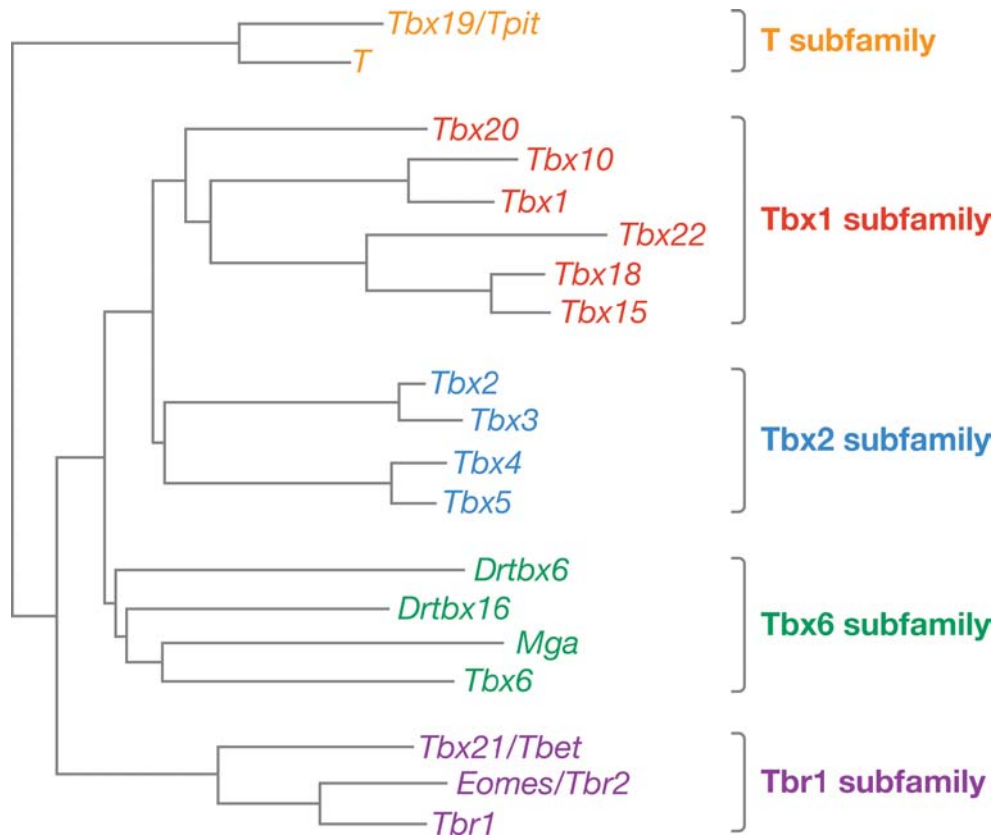 Tbx19/Tpit
T
T subfamily
Tbx20
Tbx10
Tbx1
Tbx22
Tbx18
Tbx15
Tbx1 subfamily
Tbx2
Tbx3
Tbx4
Tbx5
Tbx2 subfamily
Drtbx6
Drtbx16
Mga
Tbx6
Tbx6 subfamily
Tbx21/Tbet
Eomes/Tbr2
Tbr1
Tbr1 subfamily